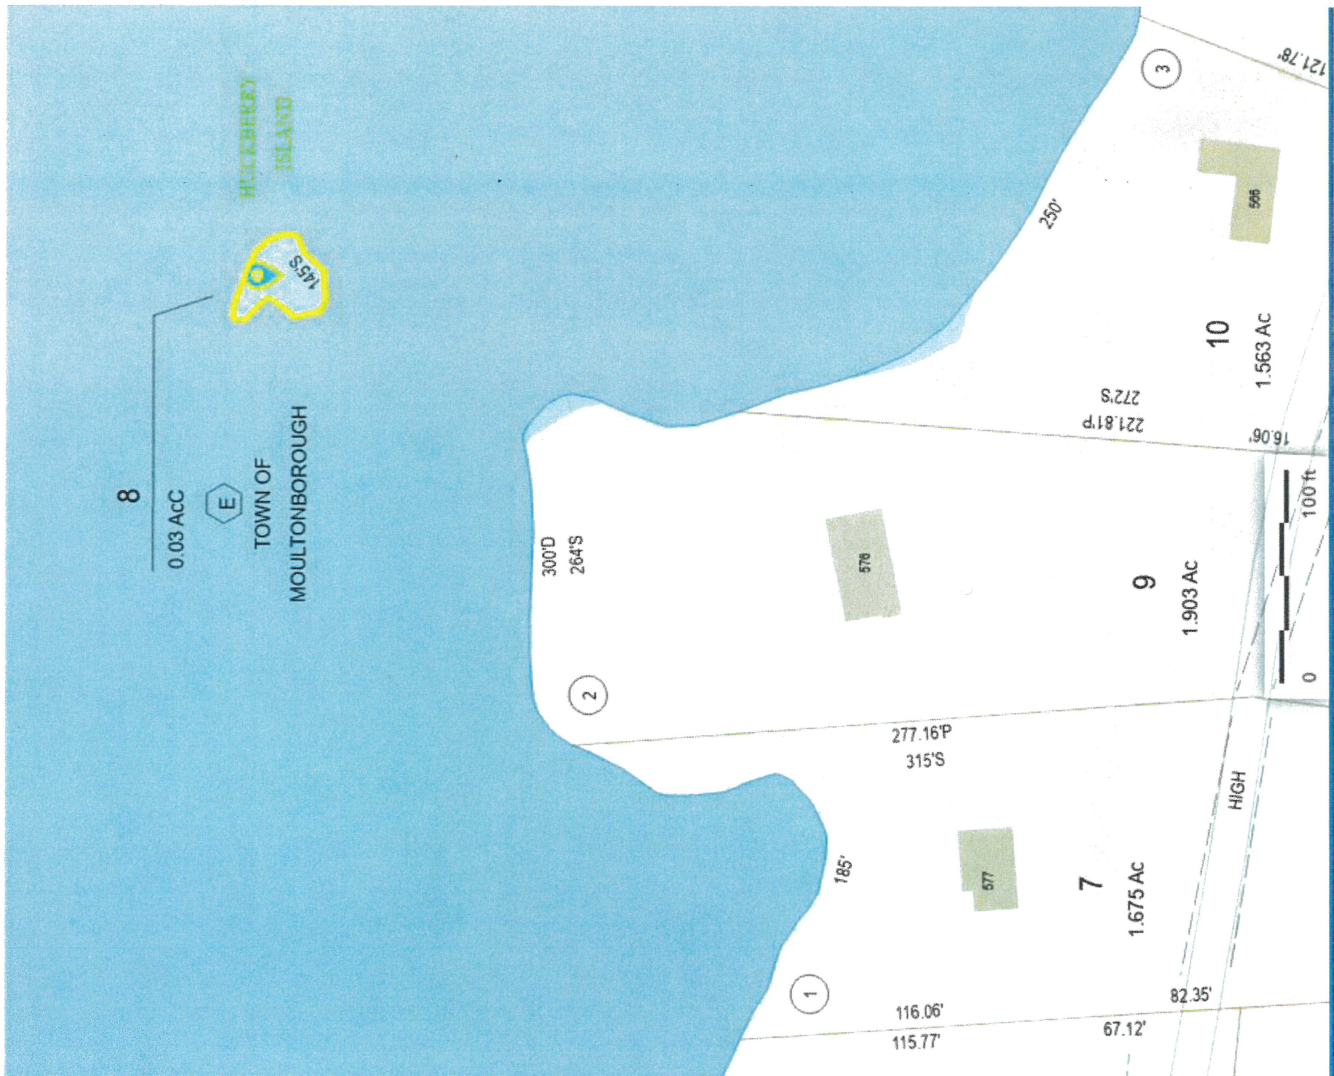 HUCKBERRY
ISLAND
145'S
8
0.03 AcC
E
TOWN OF
MOULTONBOROUGH
3
121.78'
250'
566
10
1.563 Ac
272'S
221.81'P
16.06'
300'D
264'S
576
9
1.903 Ac
100 ft
0
2
277.16'P
315'S
HIGH
185'
577
7
1.675 Ac
1
116.06'
115.77'
82.35'
67.12'